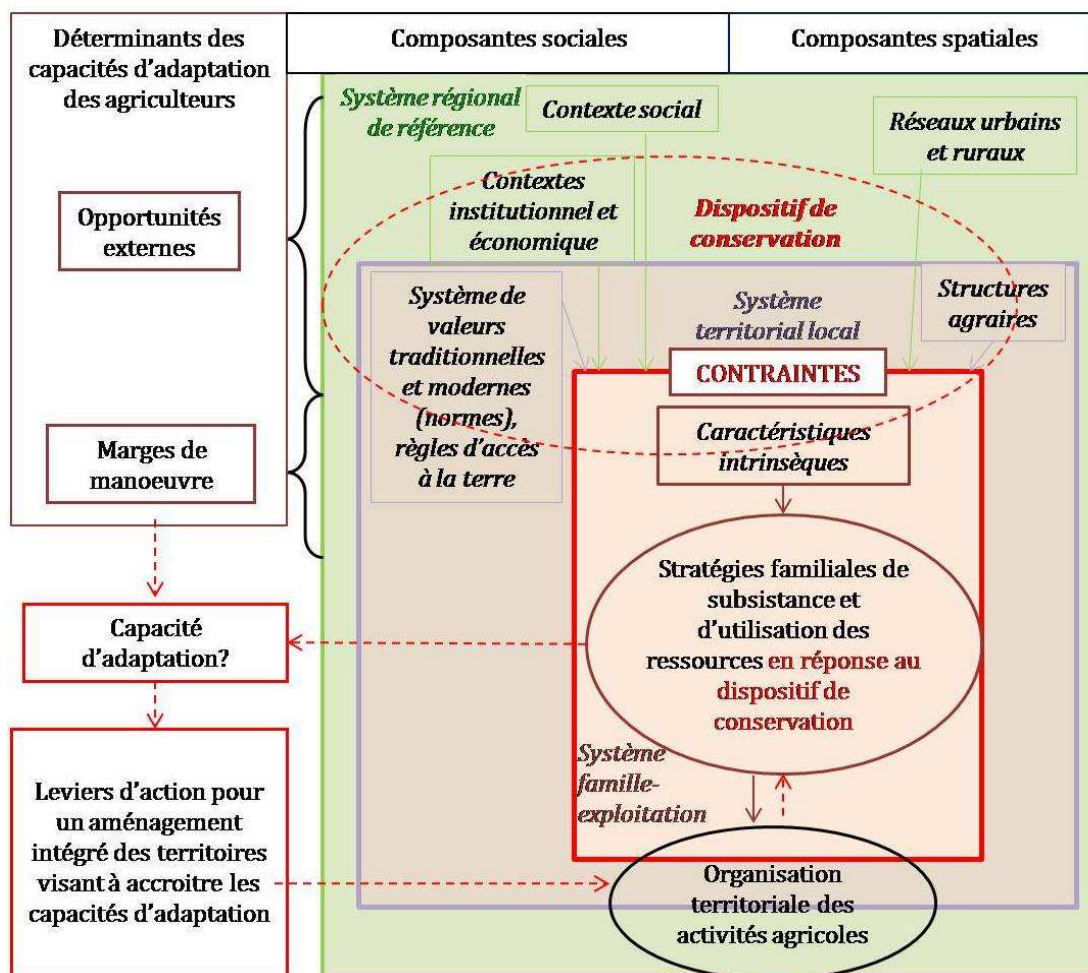 Déterminants des
capacités d'adaptation
des agriculteurs
Composantes sociales
Composantes spatiales
Système régional
de référence
Contexte social
Réseaux urbains
et ruraux
Contextes
institutionnel et
économique
Dispositif de
conservation
Opportunités
externes
Système de
valeurs
traditionnelles
et modernes
(normes),
règles d'accès
à la terre
Système
territorial local
Structures
agraires
CONTRAINTES
Caractéristiques
intrinsèques
Marges de
manoeuvre
Stratégies familiales de
subsistance et
d'utilisation des
ressources en réponse au
dispositif de
conservation
Capacité
d'adaptation?
Système
famille-
exploitation
Leviers d'action pour
un aménagement
intégré des territoires
visant à accroitre les
capacités d'adaptation
Organisation
territoriale des
activités agricoles